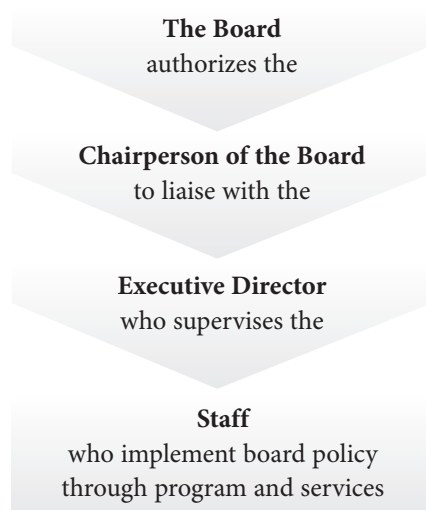 The Board
authorizes the
Chairperson of the Board
to liaise with the
Executive Director
who supervises the
Staff
who implement board policy
through program and services